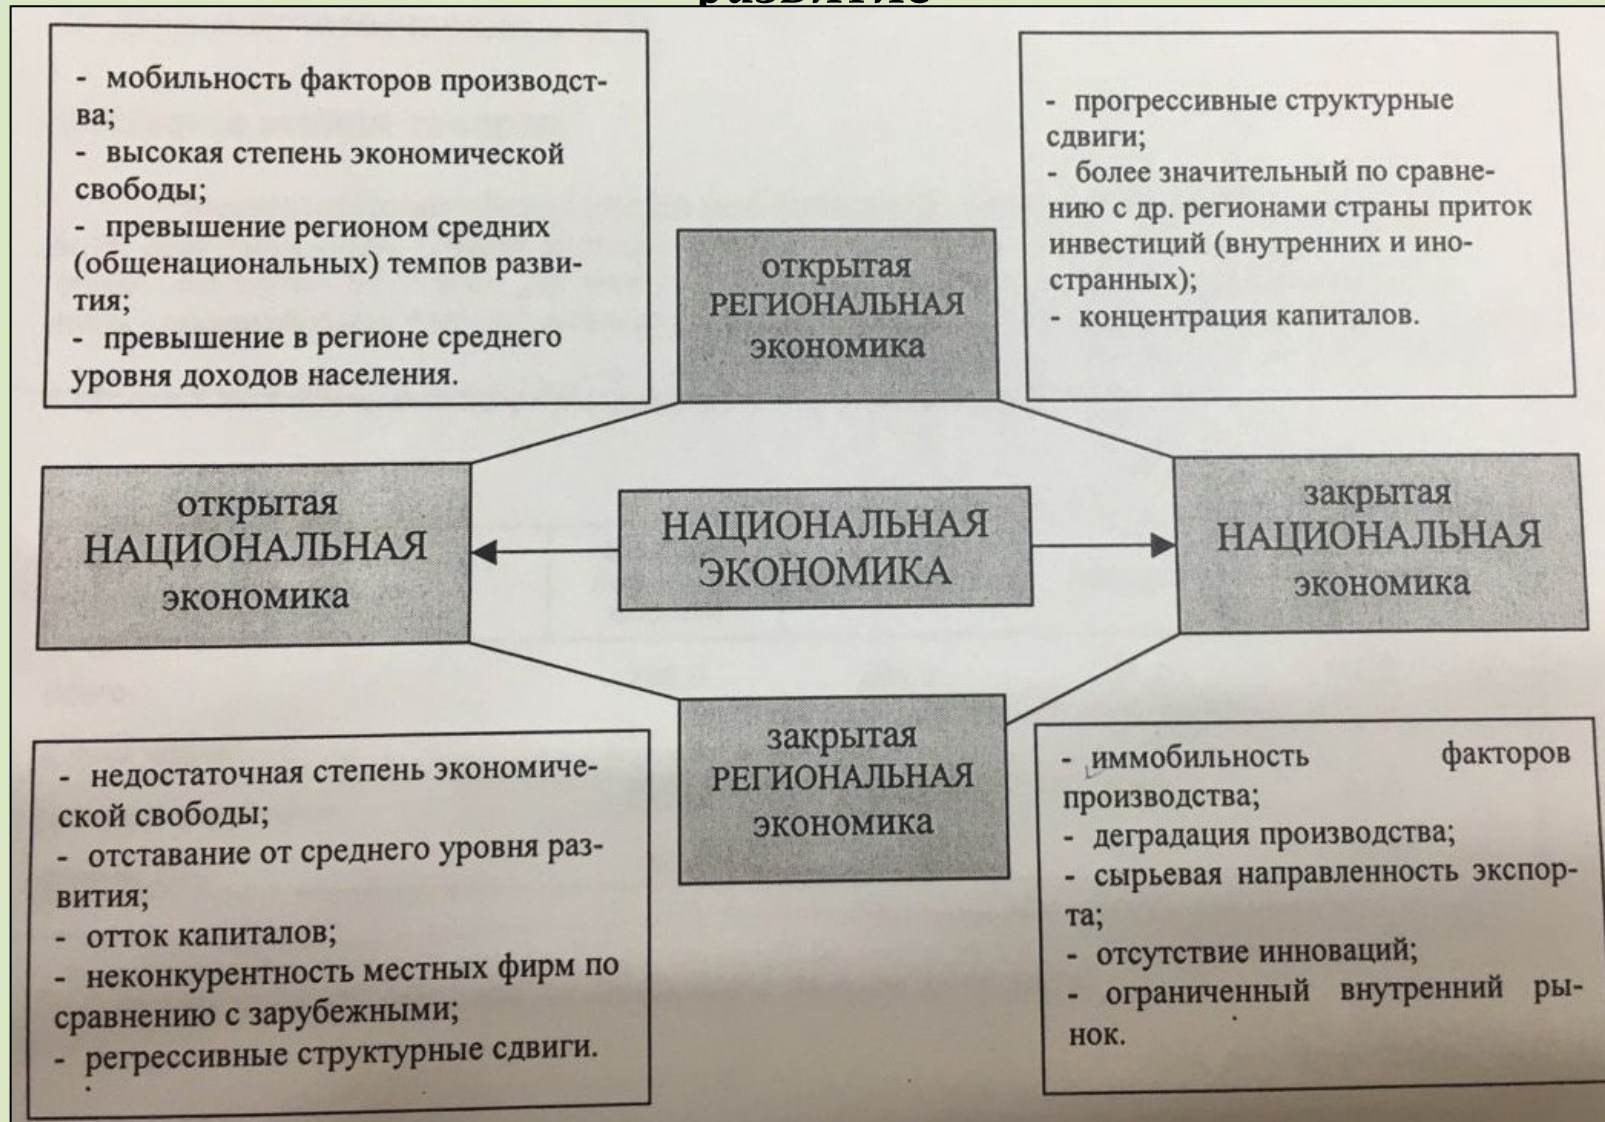 - мобильность факторов производст-
ва;
- высокая степень экономической
свободы;
- превышение регионом средних
(общенациональных) темпов разви-
тия;
- превышение в регионе среднего
уровня доходов населения.
- прогрессивные структурные
сдвиги;
- более значительный по сравне-
нию с др. регионами страны приток
инвестиций (внутренних и ино-
странных);
- концентрация капиталов.
открытая
РЕГИОНАЛЬНАЯ
экономика
открытая
НАЦИОНАЛЬНАЯ
экономика
НАЦИОНАЛЬНАЯ
ЭКОНОМИКА
закрытая
НАЦИОНАЛЬНАЯ
экономика
закрытая
РЕГИОНАЛЬНАЯ
экономика
- недостаточная степень экономиче-
ской свободы;
- отставание от среднего уровня раз-
вития;
- отток капиталов;
- неконкурентность местных фирм по
сравнению с зарубежными;
- регрессивные структурные сдвиги.
- иммобильность факторов
производства;
- деградация производства;
- сырьевая направленность экспор-
та;
- отсутствие инноваций;
- ограниченный внутренний ры-
нок.